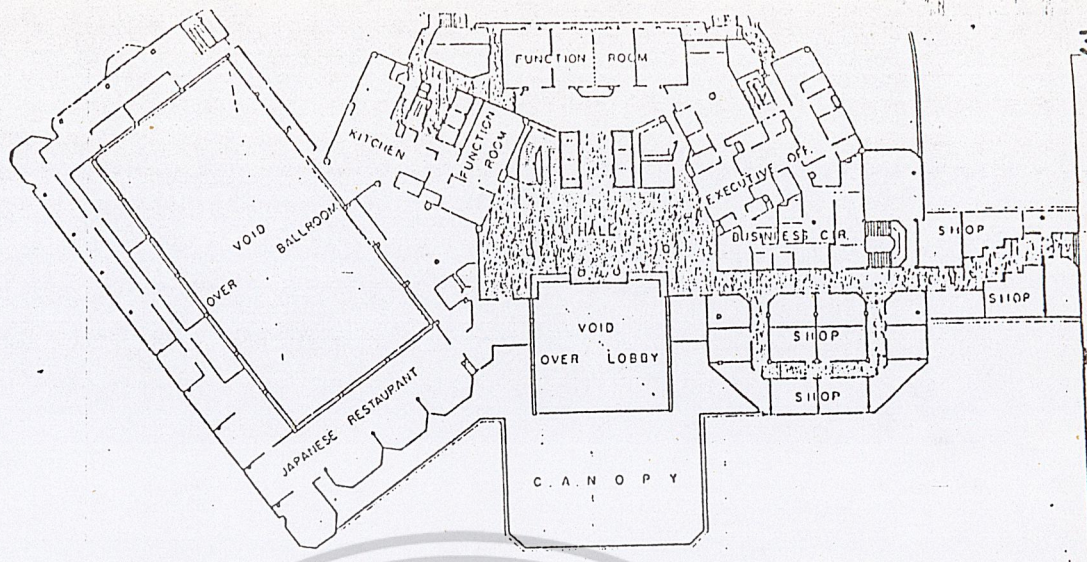 FUNCTION ROOM
KITCHEN
FUNCTION
ROOM
EXECUTIVE OFF.
HALL
BUSINESS CTR.
SHOP
SHOP
VOID
OVER BALLROOM
VOID
OVER LOBBY
SHOP
SHOP
JAPANESE RESTAURANT
CANOPY